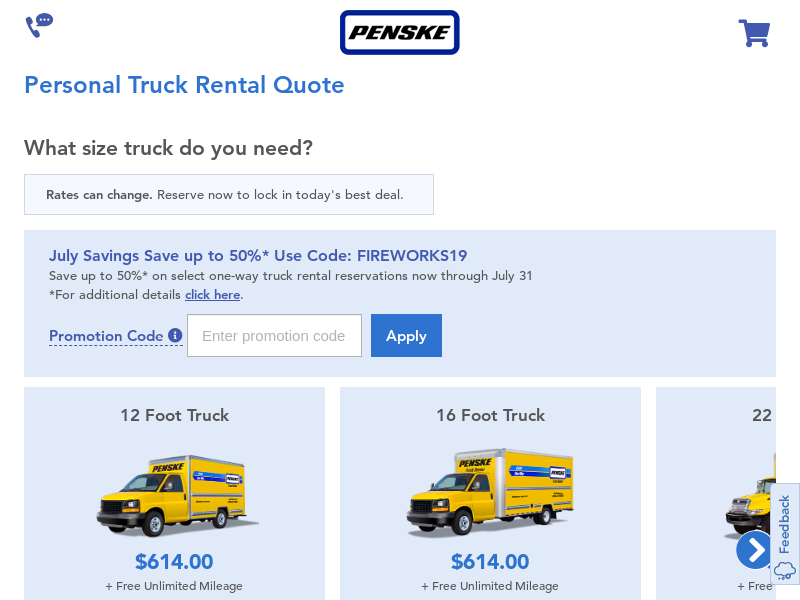 PENSKE
Personal Truck Rental Quote
What size truck do you need?
Rates can change. Reserve now to lock in today's best deal.
July Savings Save up to 50%* Use Code: FIREWORKS19
Save up to 50%* on select one-way truck rental reservations now through July 31
*For additional details click here.
Promotion Code
Enter promotion code
Apply
12 Foot Truck
16 Foot Truck
22
PENSKE
PENSKE
PENSKE
Truck Rental
PENSKE
$614.00
$614.00
+ Free Unlimited Mileage
+ Free Unlimited Mileage
+ Free
Feedback